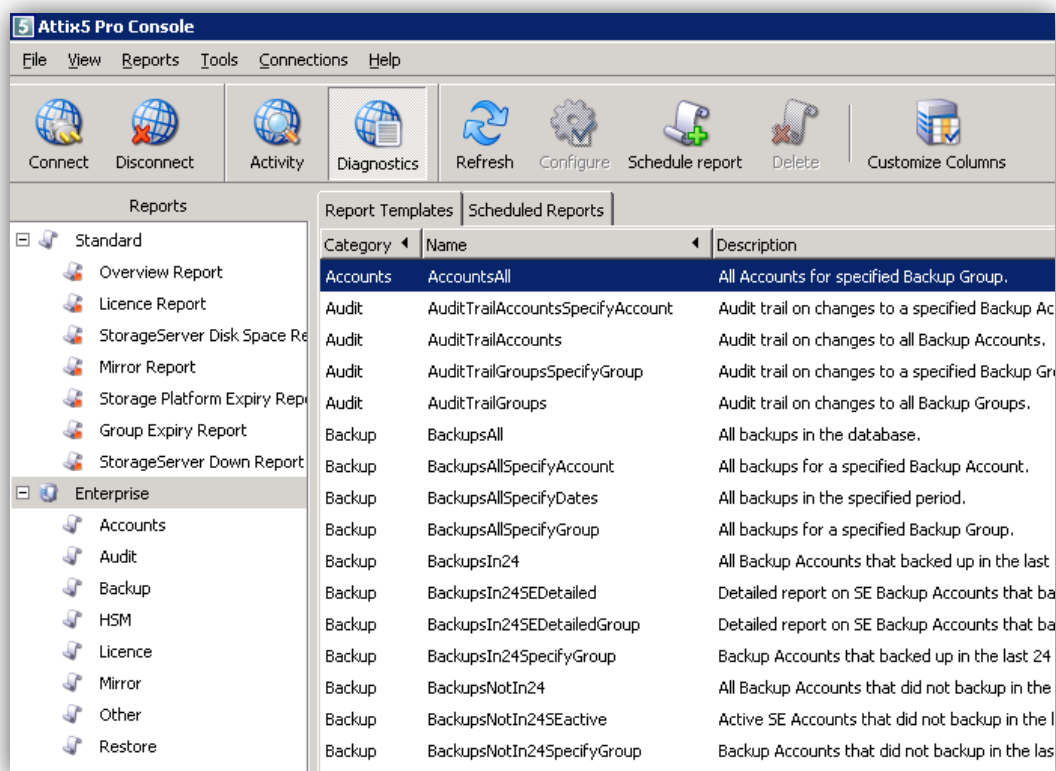 5 Attix5 Pro Console
File View Reports Tools Connections Help
Connect Disconnect Activity Diagnostics Refresh Configure Schedule report Delete Customize Columns
Reports
Standard
Overview Report
Licence Report
StorageServer Disk Space Re
Mirror Report
Storage Platform Expiry Rep
Group Expiry Report
StorageServer Down Report
Enterprise
Accounts
Audit
Backup
HSM
Licence
Mirror
Other
Restore
Report Templates Scheduled Reports
Category Name Description
Accounts AccountsAll All Accounts for specified Backup Group.
Audit AuditTrailAccountsSpecifyAccount Audit trail on changes to a specified Backup Ac
Audit AuditTrailAccounts Audit trail on changes to all Backup Accounts.
Audit AuditTrailGroupsSpecifyGroup Audit trail on changes to a specified Backup Gr
Audit AuditTrailGroups Audit trail on changes to all Backup Groups.
Backup BackupsAll All backups in the database.
Backup BackupsAllSpecifyAccount All backups for a specified Backup Account.
Backup BackupsAllSpecifyDates All backups in the specified period.
Backup BackupsAllSpecifyGroup All backups for a specified Backup Group.
Backup BackupsIn24 All Backup Accounts that backed up in the last
Backup BackupsIn24SEDetailed Detailed report on SE Backup Accounts that ba
Backup BackupsIn24SEDetailedGroup Detailed report on SE Backup Accounts that ba
Backup BackupsIn24SpecifyGroup Backup Accounts that backed up in the last 24
Backup BackupsNotIn24 All Backup Accounts that did not backup in the
Backup BackupsNotIn24SEactive Active SE Accounts that did not backup in the l
Backup BackupsNotIn24SpecifyGroup Backup Accounts that did not backup in the las